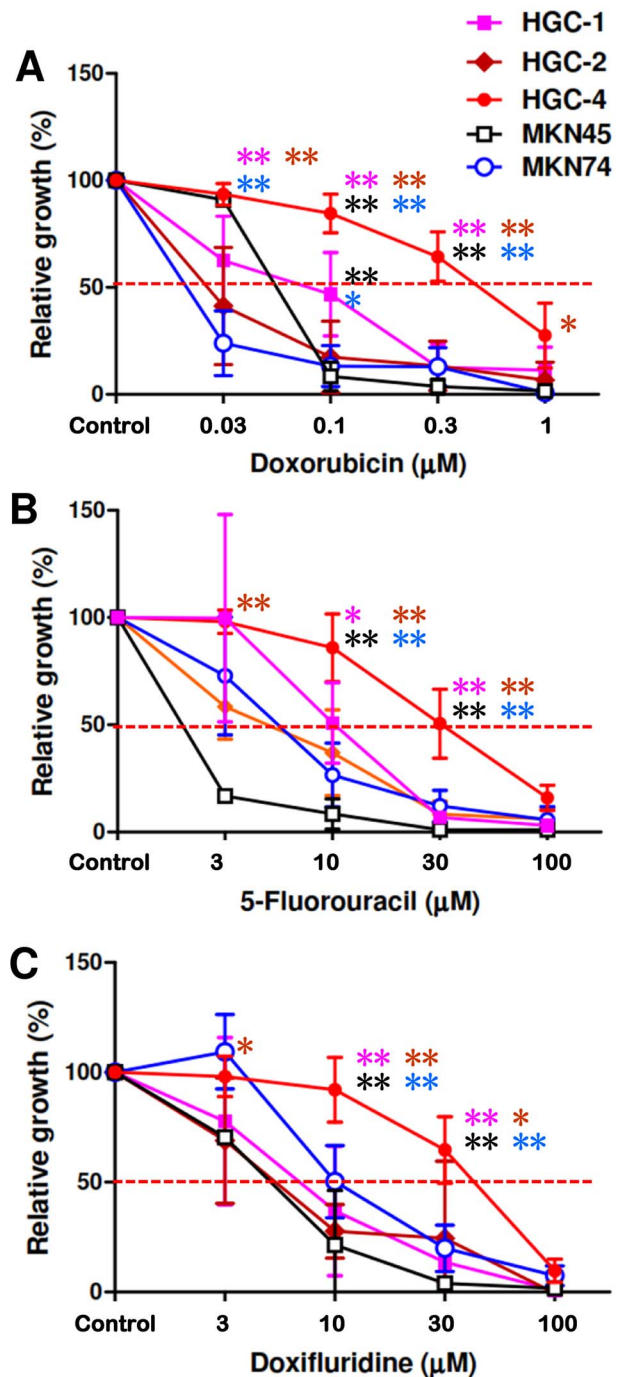 HGC-1
HGC-2
HGC-4
MKN45
MKN74
A
Relative growth (%)
150
100
50
0
** **
**
** **
** **
**
*
** **
** **
*
Control 0.03 0.1 0.3 1
Doxorubicin (μM)
B
Relative growth (%)
150
100
50
0
**
* **
** **
** **
** **
Control 3 10 30 100
5-Fluorouracil (μM)
C
Relative growth (%)
150
100
50
0
*
** **
** **
** *
** **
Control 3 10 30 100
Doxifluridine (μM)